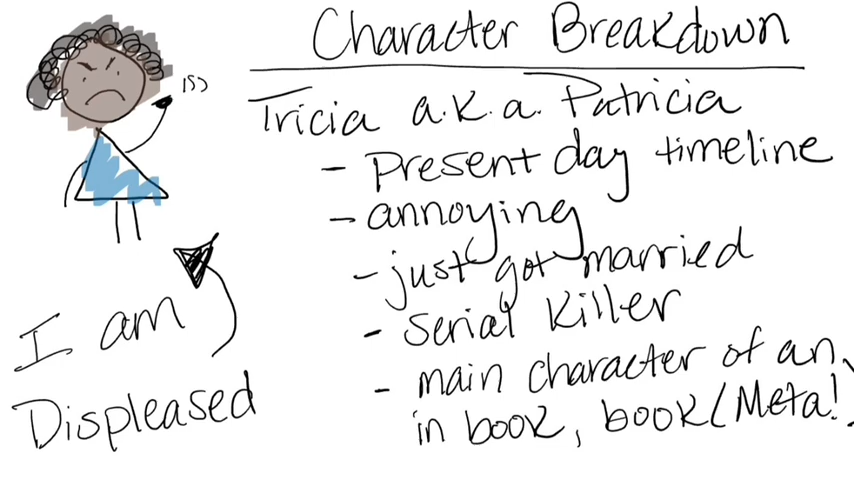 Character Breakdown
Tricia a.k.a. Patricia
- Present day timeline
- annoying
- just got married
- Serial Killer
- main character of an
in book, book (Meta!)
I am
Displeased